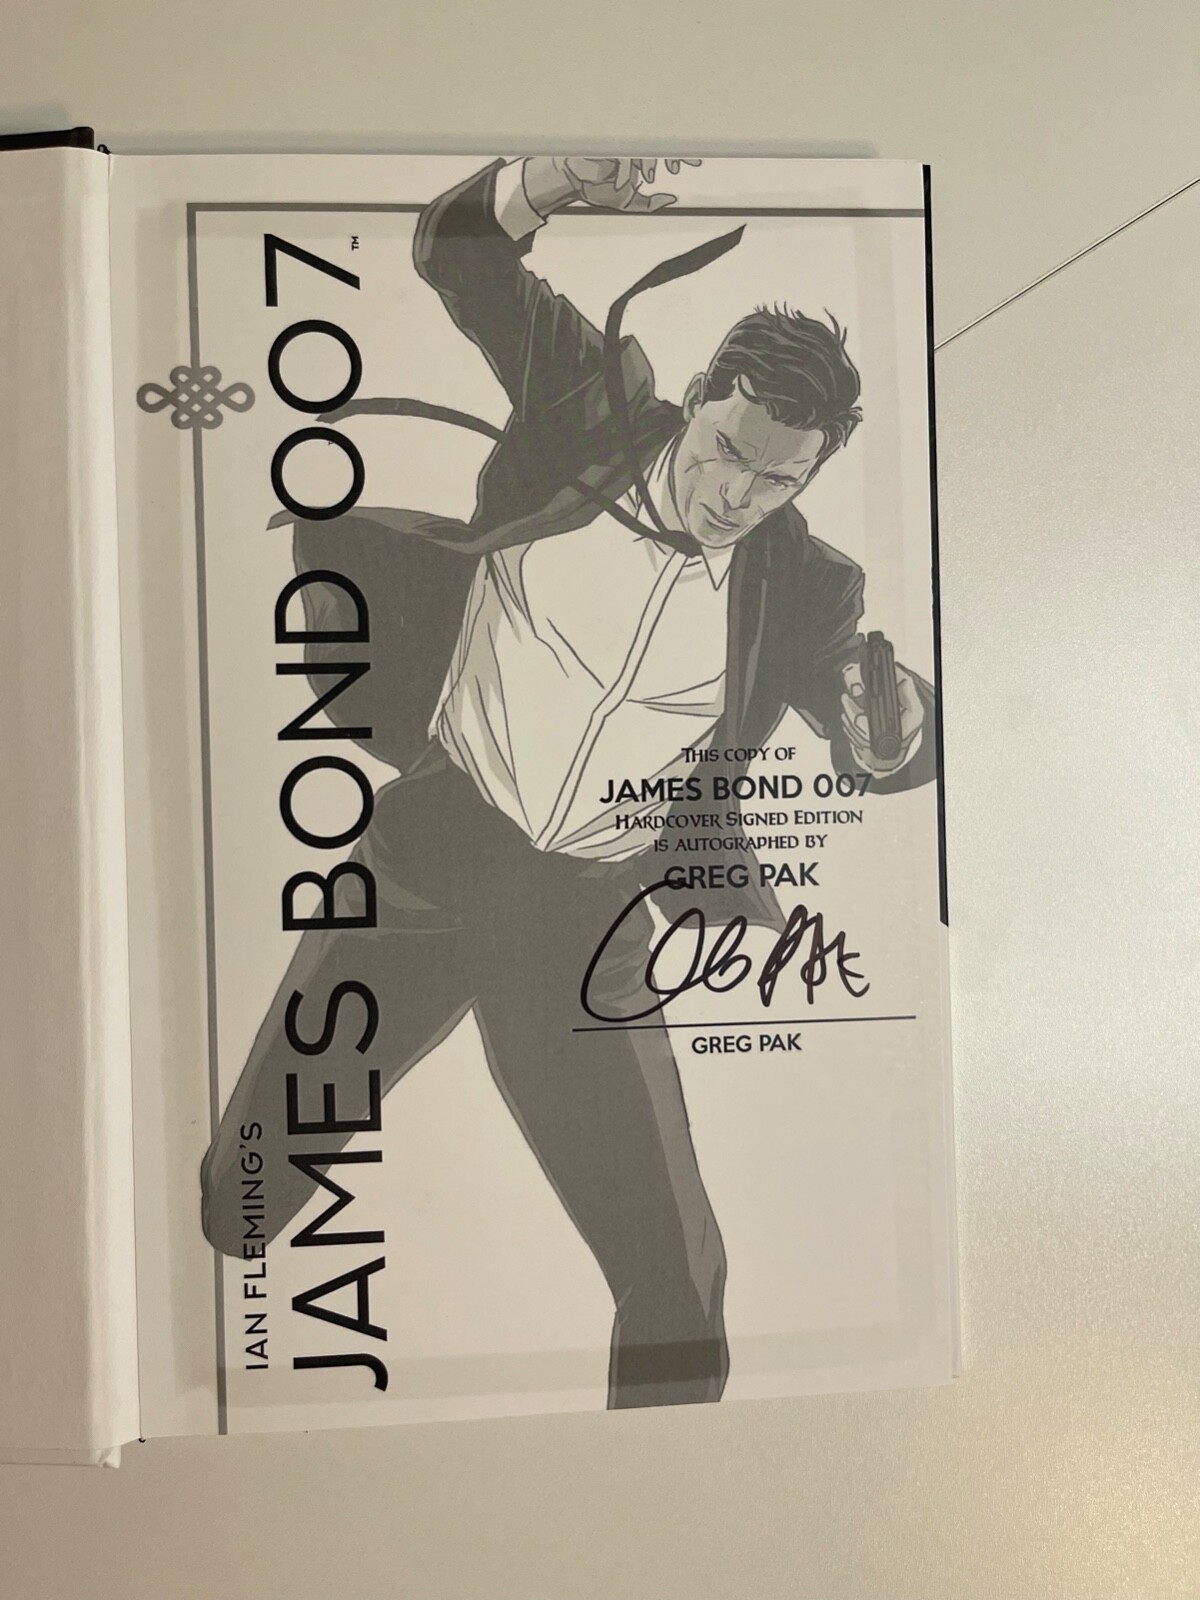 IAN FLEMING'S
JAMES BOND 007™
THIS COPY OF
JAMES BOND 007
HARDCOVER SIGNED EDITION
IS AUTOGRAPHED BY
GREG PAK
GREG PAK